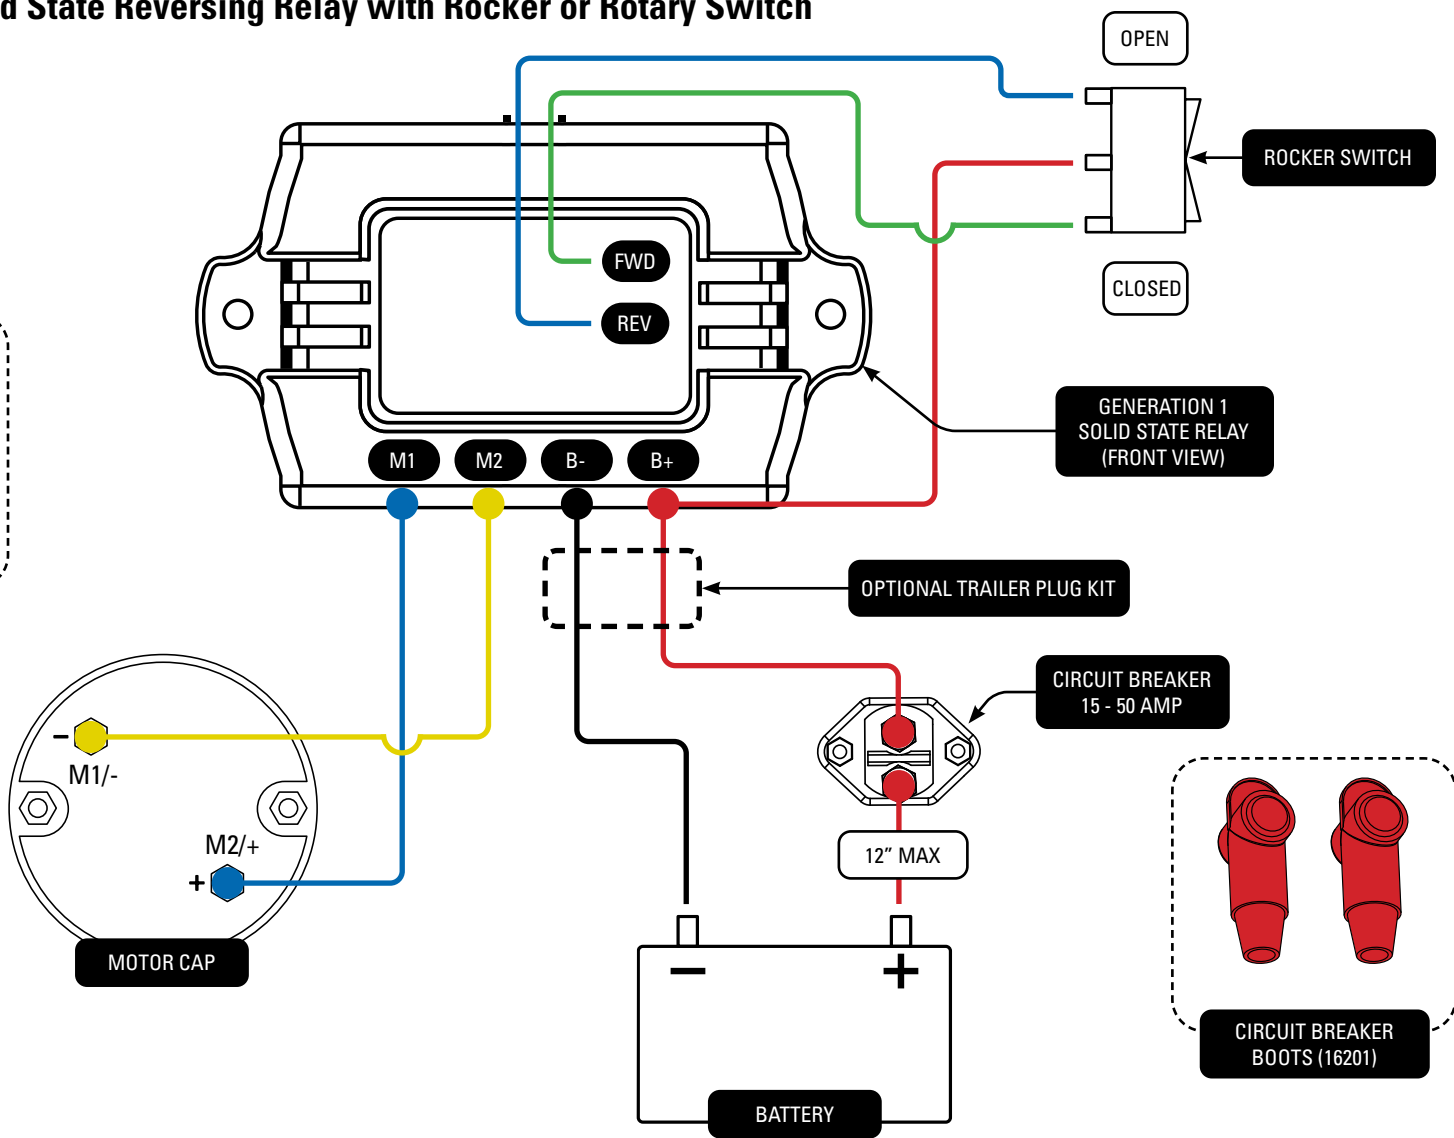 d State Reversing Relay with Rocker or Rotary Switch
OPEN
ROCKER SWITCH
FWD
CLOSED
REV
GENERATION 1
SOLID STATE RELAY
(FRONT VIEW)
M1 M2 B- B+
OPTIONAL TRAILER PLUG KIT
CIRCUIT BREAKER
15 - 50 AMP
-
M1/-
M2/+
+
12” MAX
MOTOR CAP
- +
CIRCUIT BREAKER
BOOTS (16201)
BATTERY